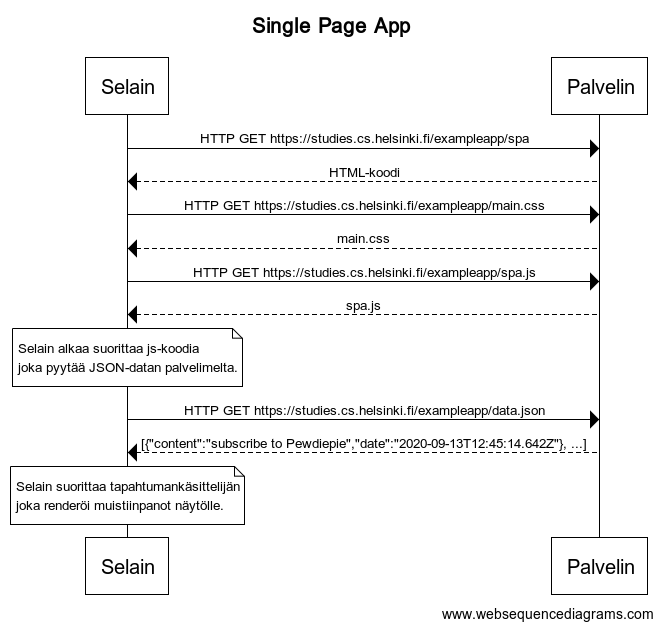 Single Page App
Selain
Palvelin
HTTP GET https://studies.cs.helsinki.fi/exampleapp/spa
HTML-koodi
HTTP GET https://studies.cs.helsinki.fi/exampleapp/main.css
main.css
HTTP GET https://studies.cs.helsinki.fi/exampleapp/spa.js
spa.js
Selain alkaa suorittaa js-koodia
joka pyytää JSON-datan palvelimelta.
HTTP GET https://studies.cs.helsinki.fi/exampleapp/data.json
[{"content":"subscribe to Pewdiepie","date":"2020-09-13T12:45:14.642Z"}, ...]
Selain suorittaa tapahtumankäsittelijän
joka renderöi muistiinpanot näytölle.
Selain
Palvelin
www.websequencediagrams.com